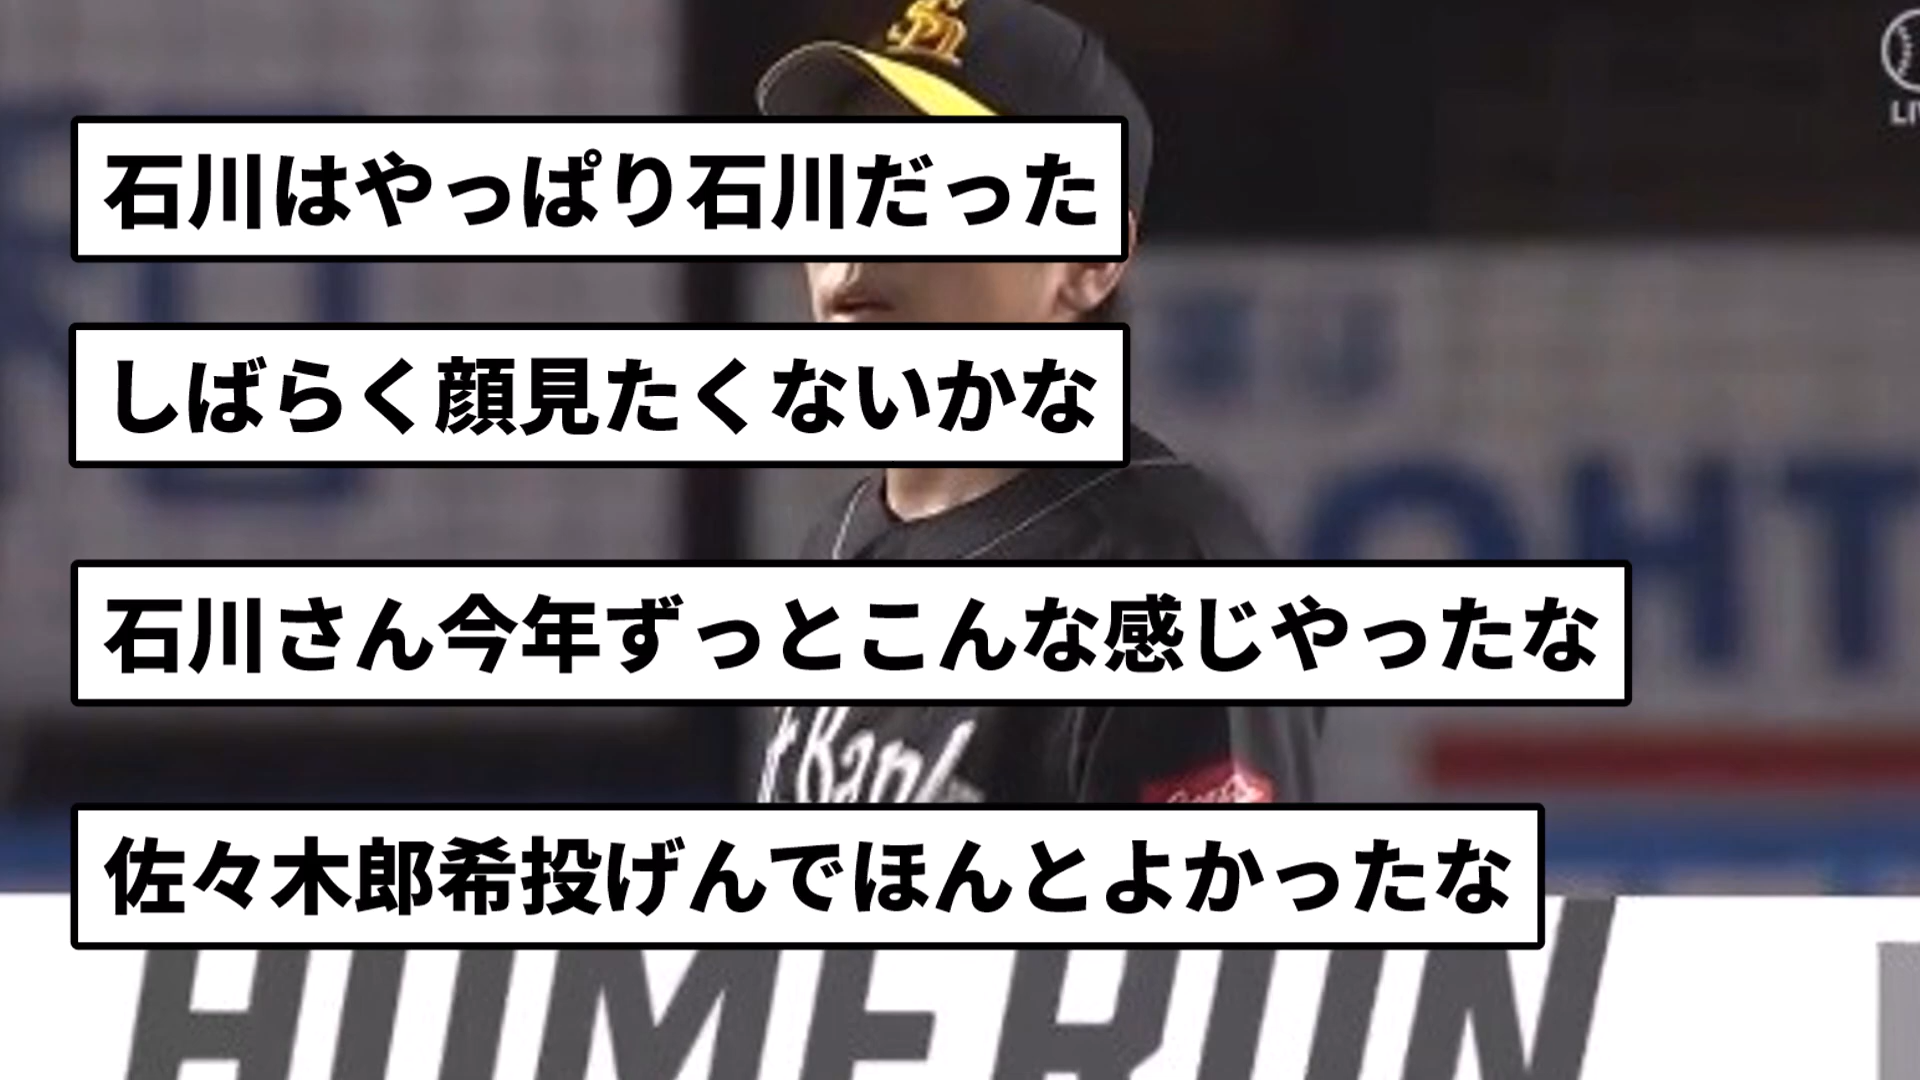 石川はやっぱり石川だった
しばらく顔見たくないかな
石川さん今年ずっとこんな感じやったな
佐々木郎希投げんでほんとよかったな
HOME RUN